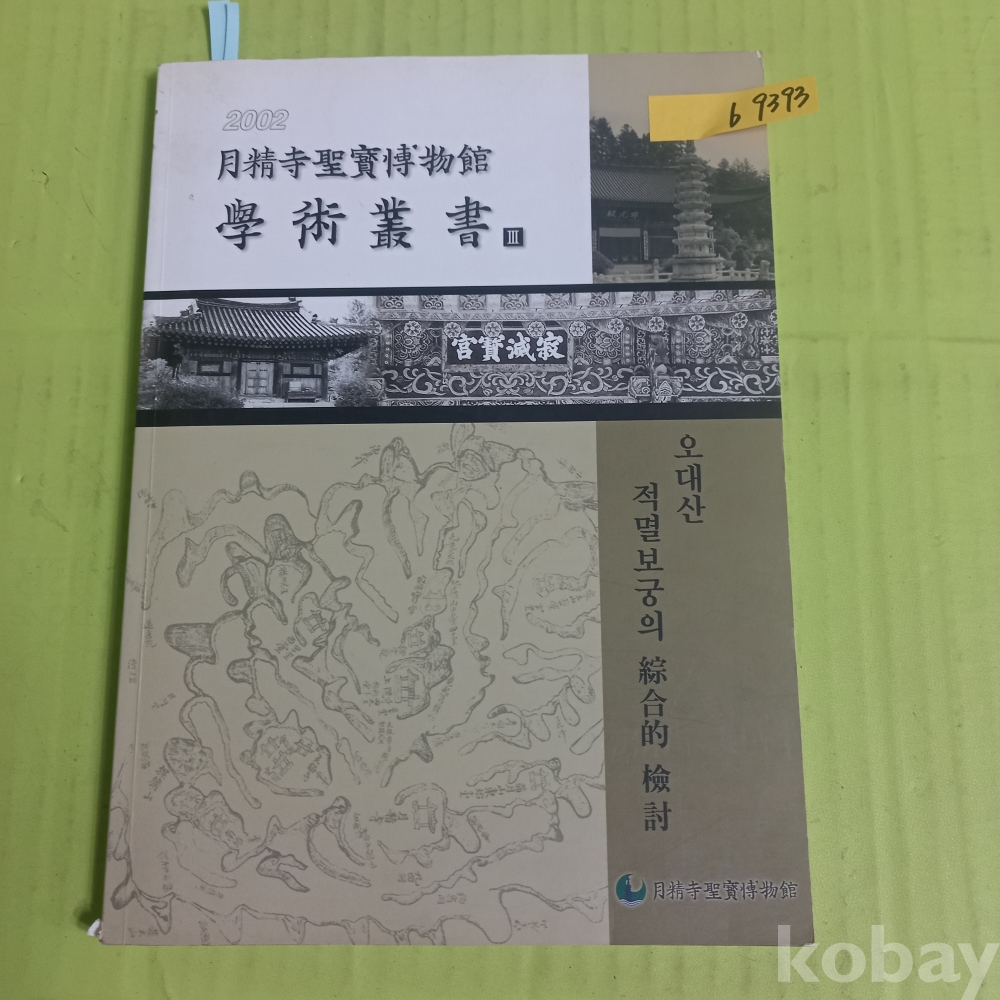 b 9393
2002
月精寺聖寶博物館
學術叢書 Ⅲ
宮寶滅寂
오대산
적멸보궁의 綜合的 檢討
月精寺聖寶博物館
kobay